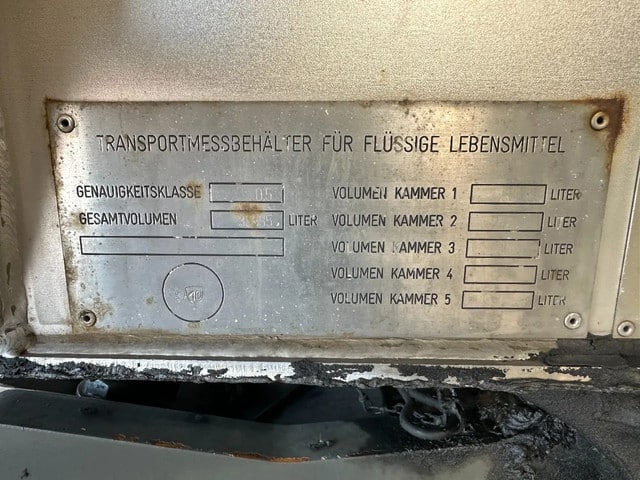 TRANSPORTMESSBEHÄLTER FÜR FLÜSSIGE LEBENSMITTEL
GENAUIGKEITSKLASSE
GESAMTVOLUMEN LITER
VOLUMEN KAMMER 1 LITER
VOLUMEN KAMMER 2 LITER
VOLUMEN KAMMER 3 LITER
VOLUMEN KAMMER 4 LITER
VOLUMEN KAMMER 5 LITER